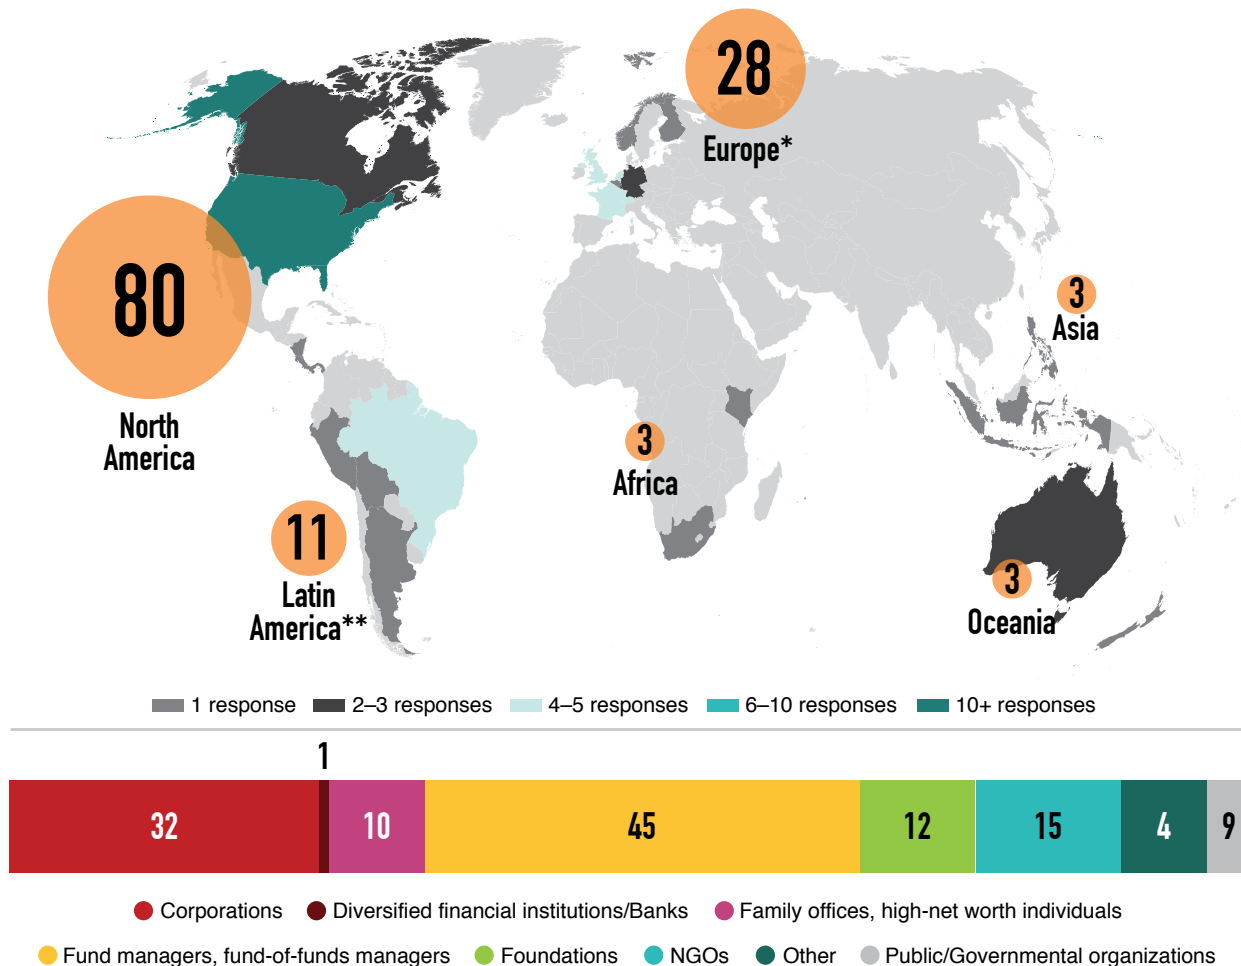 28
Europe*
80
North
America
3
Asia
3
Africa
11
Latin
America**
3
Oceania
1 response 2–3 responses 4–5 responses 6–10 responses 10+ responses
1
32 10 45 12 15 4 9
Corporations Diversified financial institutions/Banks Family offices, high-net worth individuals
Fund managers, fund-of-funds managers Foundations NGOs Other Public/Governmental organizations